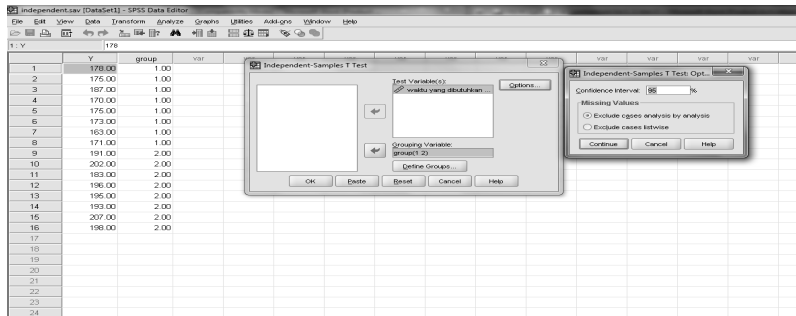 independent.sav [DataSet1] - SPSS Data Editor
File Edit View Data Transform Analyze Graphs Utilities Add-ons Window Help
1 : Y 178
Y group var var var var var
1 178.00 1.00
2 175.00 1.00
3 187.00 1.00
4 170.00 1.00
5 175.00 1.00
6 173.00 1.00
7 163.00 1.00
8 171.00 1.00
9 191.00 2.00
10 202.00 2.00
11 183.00 2.00
12 196.00 2.00
13 195.00 2.00
14 193.00 2.00
15 207.00 2.00
16 198.00 2.00
17
18
19
20
21
22
23
24
Independent-Samples T Test
Test Variable(s):
waktu yang dibutuhkan ...
Options...
Grouping Variable:
group(1 2)
Define Groups...
OK Paste Reset Cancel Help
Independent-Samples T Test: Opt...
Confidence Interval: 95 %
Missing Values
Exclude cases analysis by analysis
Exclude cases listwise
Continue Cancel Help